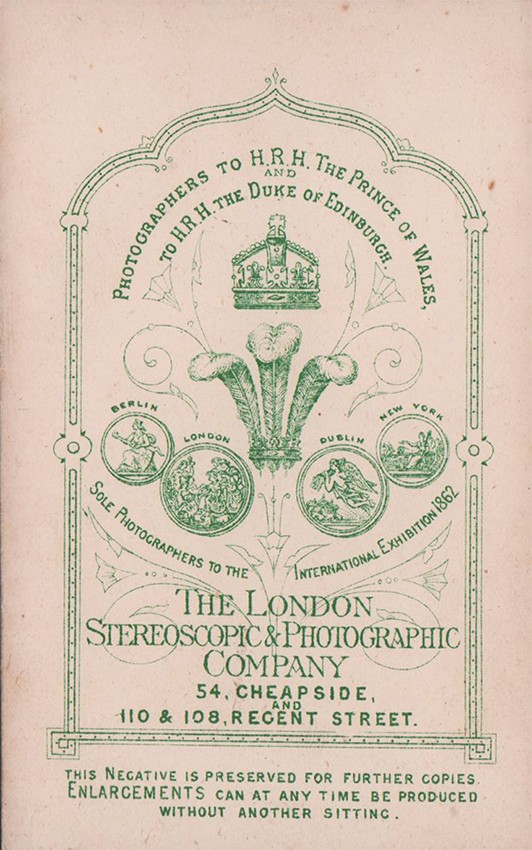 PHOTOGRAPHERS TO H.R.H. THE PRINCE OF WALES,
AND
TO H.R.H. THE DUKE OF EDINBURGH.
BERLIN
LONDON
DUBLIN
NEW YORK
SOLE PHOTOGRAPHERS TO THE INTERNATIONAL EXHIBITION 1862
THE LONDON
STEREOSCOPIC & PHOTOGRAPHIC
COMPANY
54, CHEAPSIDE,
AND
110 & 108, REGENT STREET.
THIS NEGATIVE IS PRESERVED FOR FURTHER COPIES.
ENLARGEMENTS CAN AT ANY TIME BE PRODUCED
WITHOUT ANOTHER SITTING.